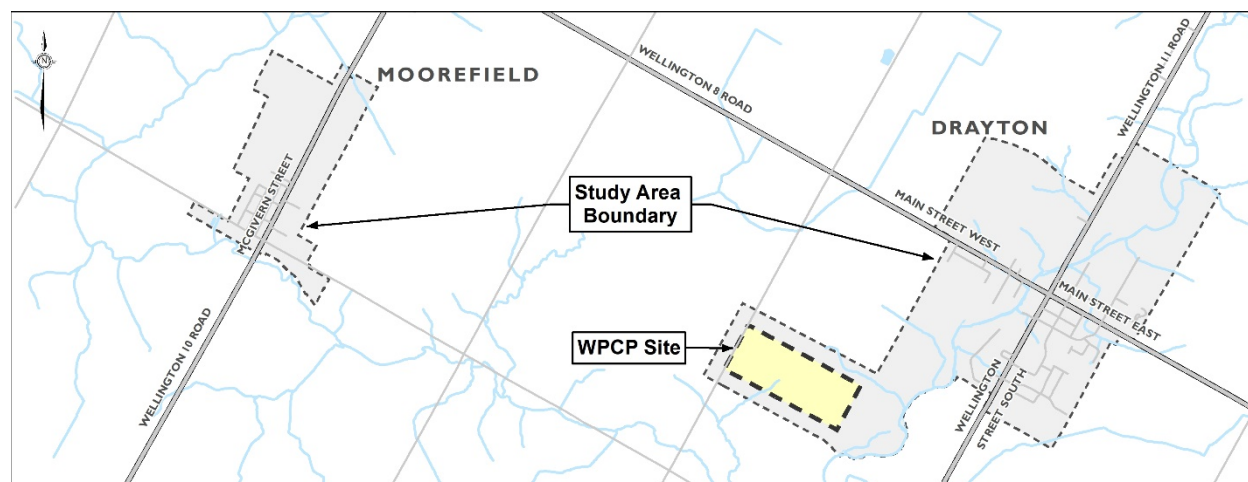 N
MOOREFIELD
WELLINGTON 8 ROAD
WELLINGTON 11 ROAD
DRAYTON
MCGIVERN STREET
Study Area
Boundary
MAIN STREET WEST
MAIN STREET EAST
WPCP Site
WELLINGTON 10 ROAD
WELLINGTON
STREET SOUTH